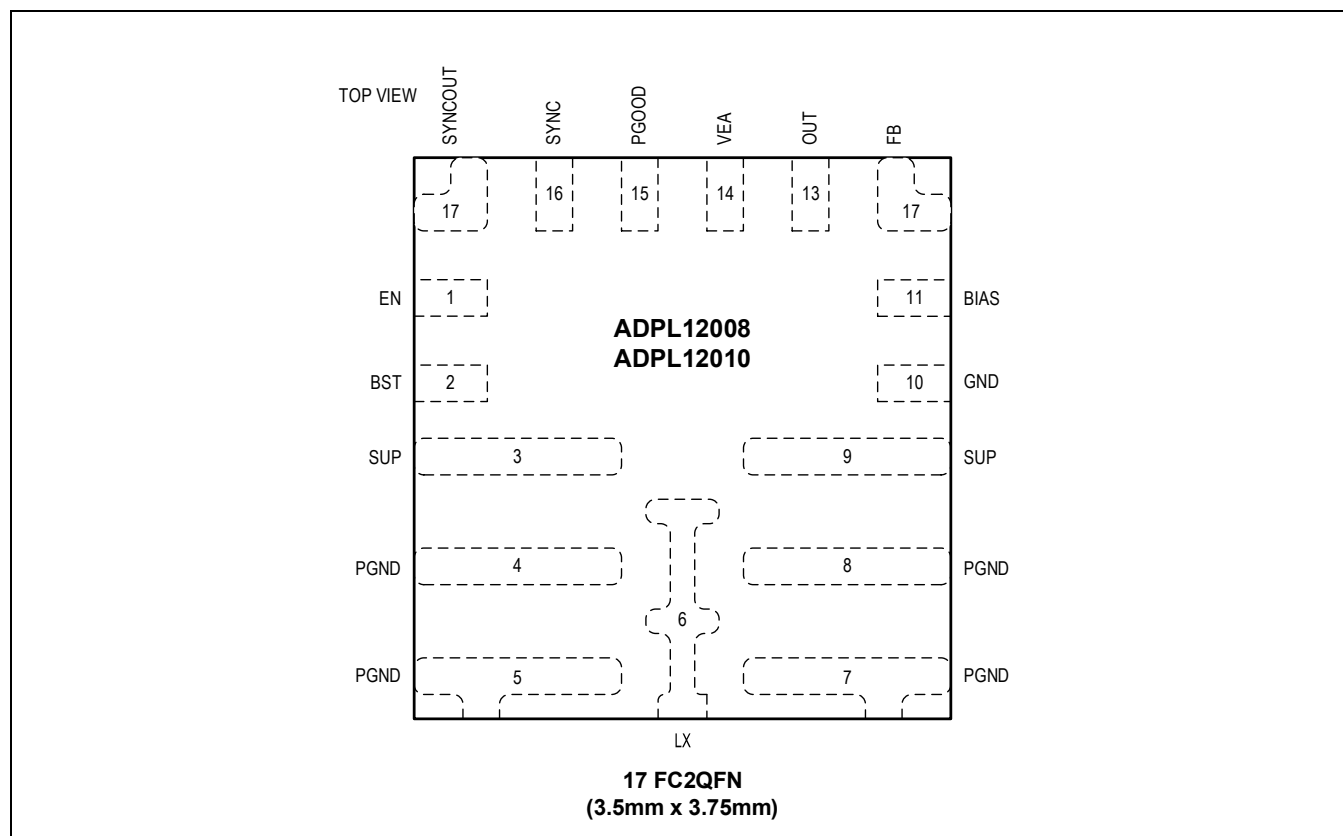 TOP VIEW
SYNCOUT
SYNC
PGOOD
VEA
OUT
FB
17
16
15
14
13
17
EN
1
11
BIAS
ADPL12008
ADPL12010
BST
2
10
GND
SUP
3
9
SUP
PGND
4
8
PGND
6
PGND
5
7
PGND
LX
17 FC2QFN
(3.5mm x 3.75mm)